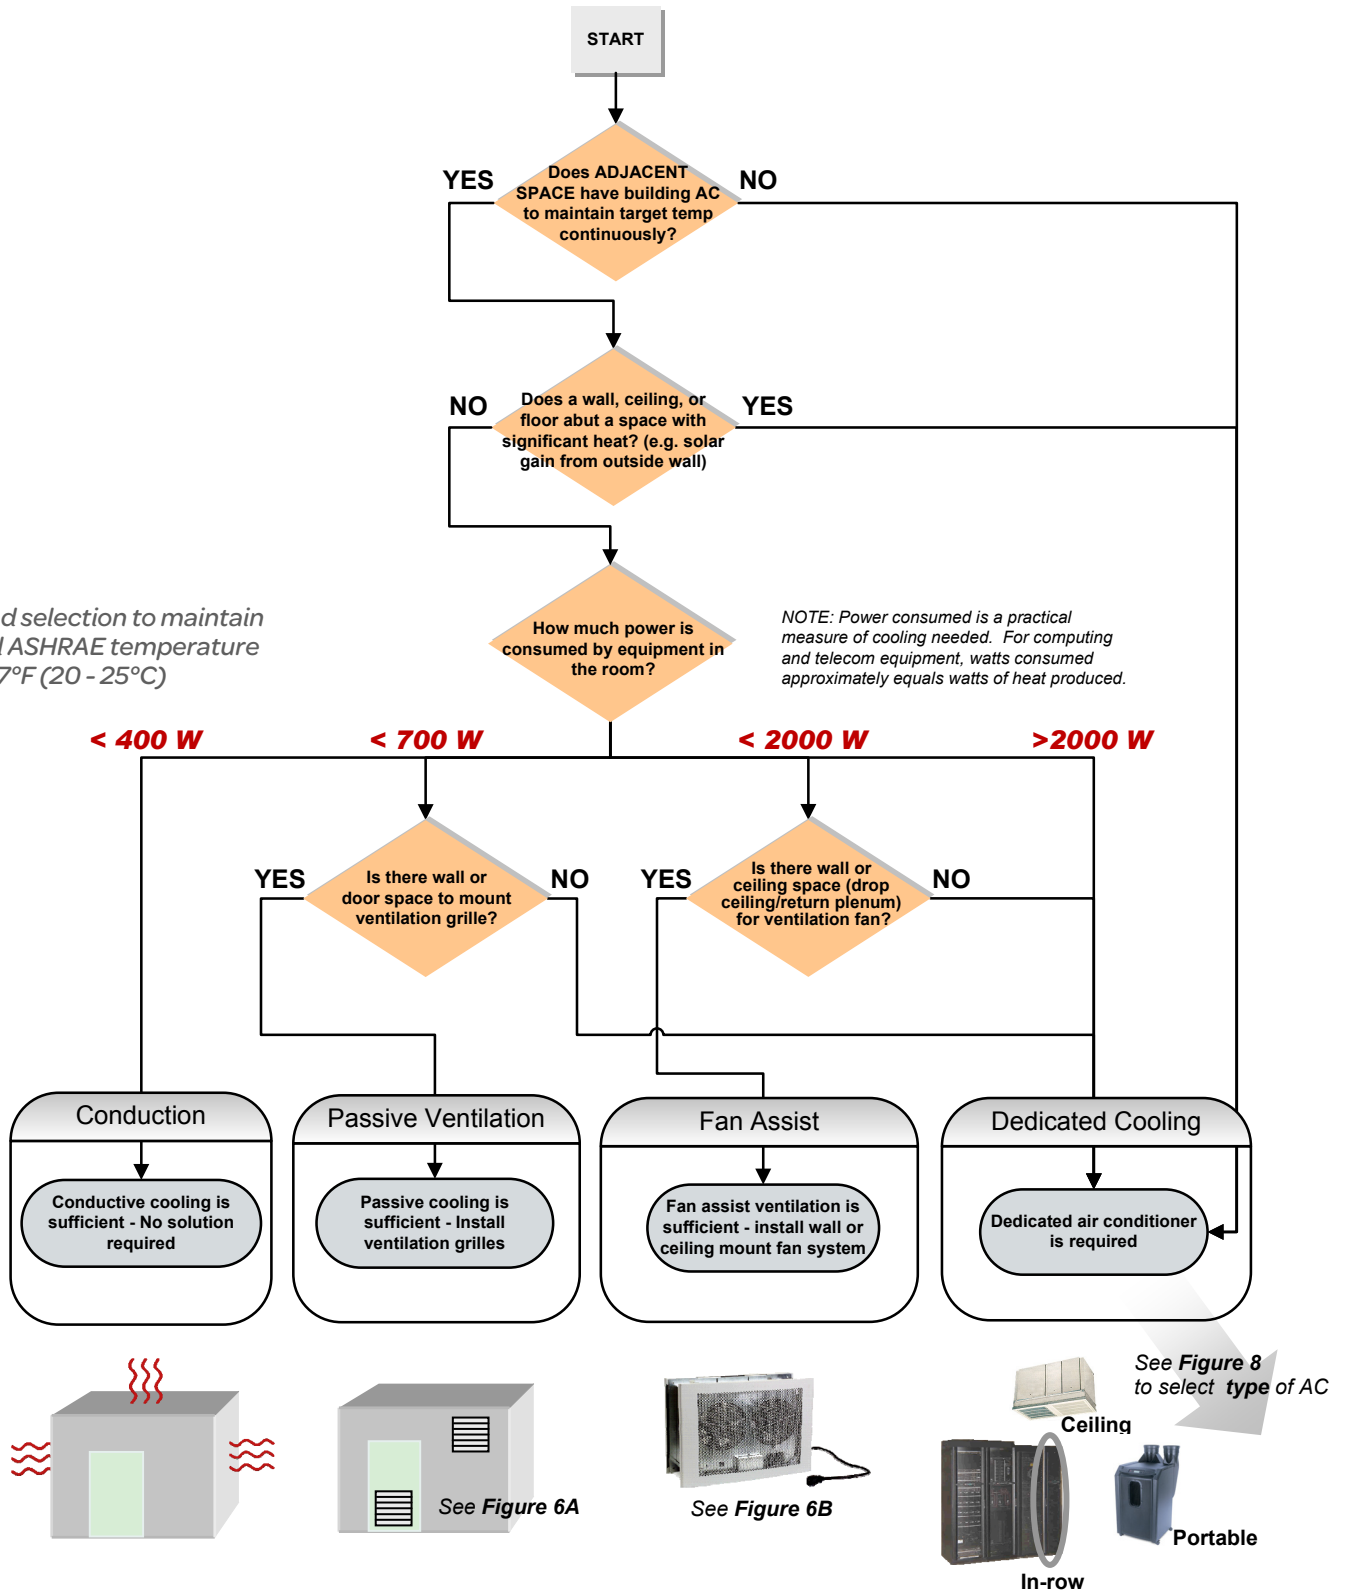 START
Does ADJACENT
SPACE have building AC
to maintain target temp
continuously?
YES
NO
Does a wall, ceiling, or
floor abut a space with
significant heat? (e.g. solar
gain from outside wall)
NO
YES
d selection to maintain
l ASHRAE temperature
7°F (20 - 25°C)
How much power is
consumed by equipment in
the room?
NOTE: Power consumed is a practical
measure of cooling needed. For computing
and telecom equipment, watts consumed
approximately equals watts of heat produced.
< 400 W
< 700 W
< 2000 W
>2000 W
YES
Is there wall or
door space to mount
ventilation grille?
NO
YES
Is there wall or
ceiling space (drop
ceiling/return plenum)
for ventilation fan?
NO
Conduction
Conductive cooling is
sufficient - No solution
required
Passive Ventilation
Passive cooling is
sufficient - Install
ventilation grilles
Fan Assist
Fan assist ventilation is
sufficient - install wall or
ceiling mount fan system
Dedicated Cooling
Dedicated air conditioner
is required
See Figure 6A
See Figure 6B
See Figure 8
to select type of AC
Ceiling
Portable
In-row